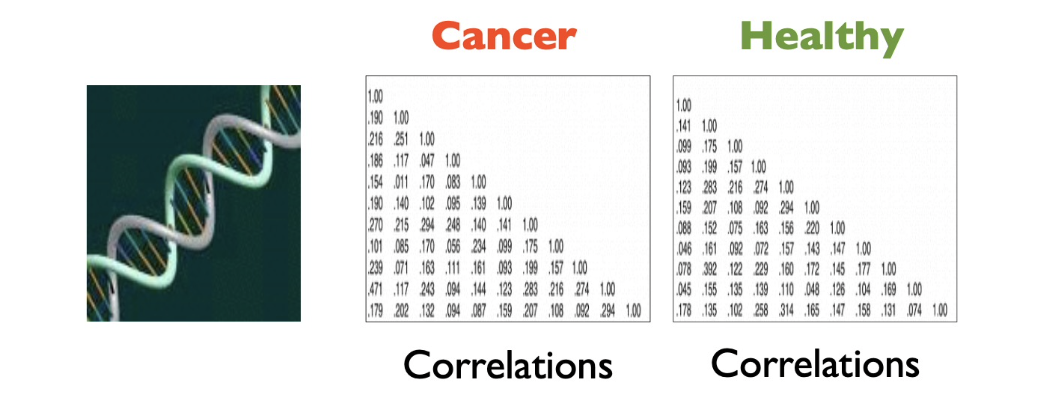 Cancer
Healthy
1.00
.190 1.00
.216 .251 1.00
.186 .117 .047 1.00
.154 .011 .170 .083 1.00
.190 .140 .102 .095 .139 1.00
.270 .215 .294 .248 .140 .141 1.00
.101 .085 .170 .056 .234 .099 .175 1.00
.239 .071 .163 .111 .161 .093 .199 .157 1.00
.471 .117 .243 .094 .144 .123 .283 .216 .274 1.00
.179 .202 .132 .094 .087 .159 .207 .108 .092 .294 1.00
1.00
.141 1.00
.099 .175 1.00
.093 .199 .157 1.00
.123 .283 .216 .274 1.00
.159 .207 .108 .092 .294 1.00
.088 .152 .075 .163 .156 .220 1.00
.046 .161 .092 .072 .157 .143 .147 1.00
.078 .392 .122 .229 .160 .172 .145 .177 1.00
.045 .155 .135 .139 .110 .048 .126 .104 .169 1.00
.178 .135 .102 .258 .314 .165 .147 .158 .131 .074 1.00
Correlations
Correlations